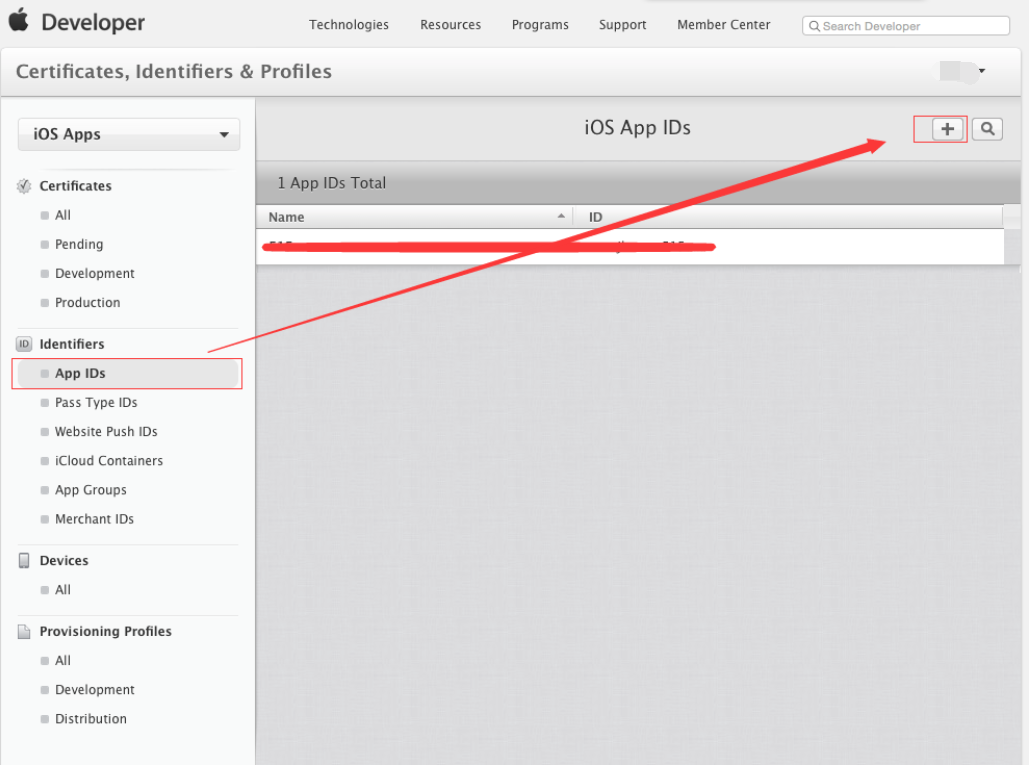 Developer
Technologies Resources Programs Support Member Center Search Developer
Certificates, Identifiers & Profiles
iOS Apps
iOS App IDs
Certificates
All
Pending
Development
Production
Identifiers
ID
App IDs
Pass Type IDs
Website Push IDs
iCloud Containers
App Groups
Merchant IDs
Devices
All
Provisioning Profiles
All
Development
Distribution
1 App IDs Total
Name ID